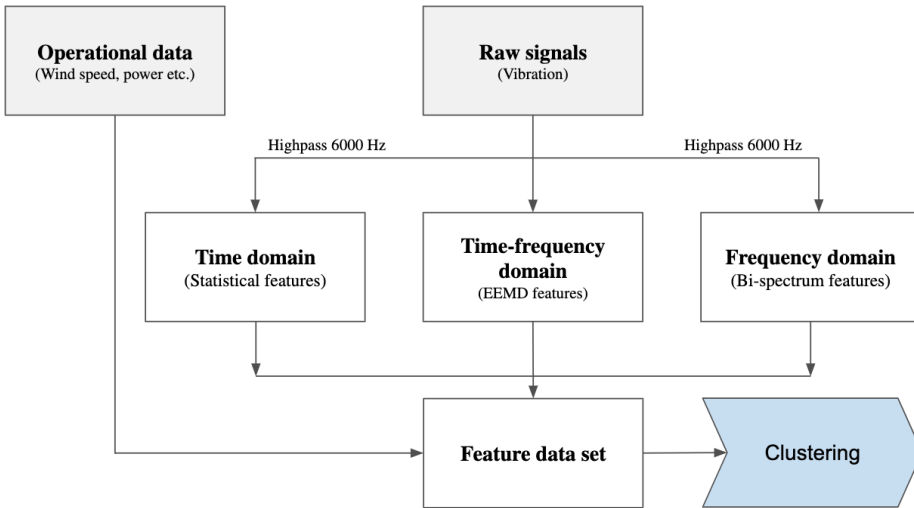 Operational data
(Wind speed, power etc.)
Raw signals
(Vibration)
Highpass 6000 Hz
Highpass 6000 Hz
Time domain
(Statistical features)
Time-frequency
domain
(EEMD features)
Frequency domain
(Bi-spectrum features)
Feature data set
Clustering